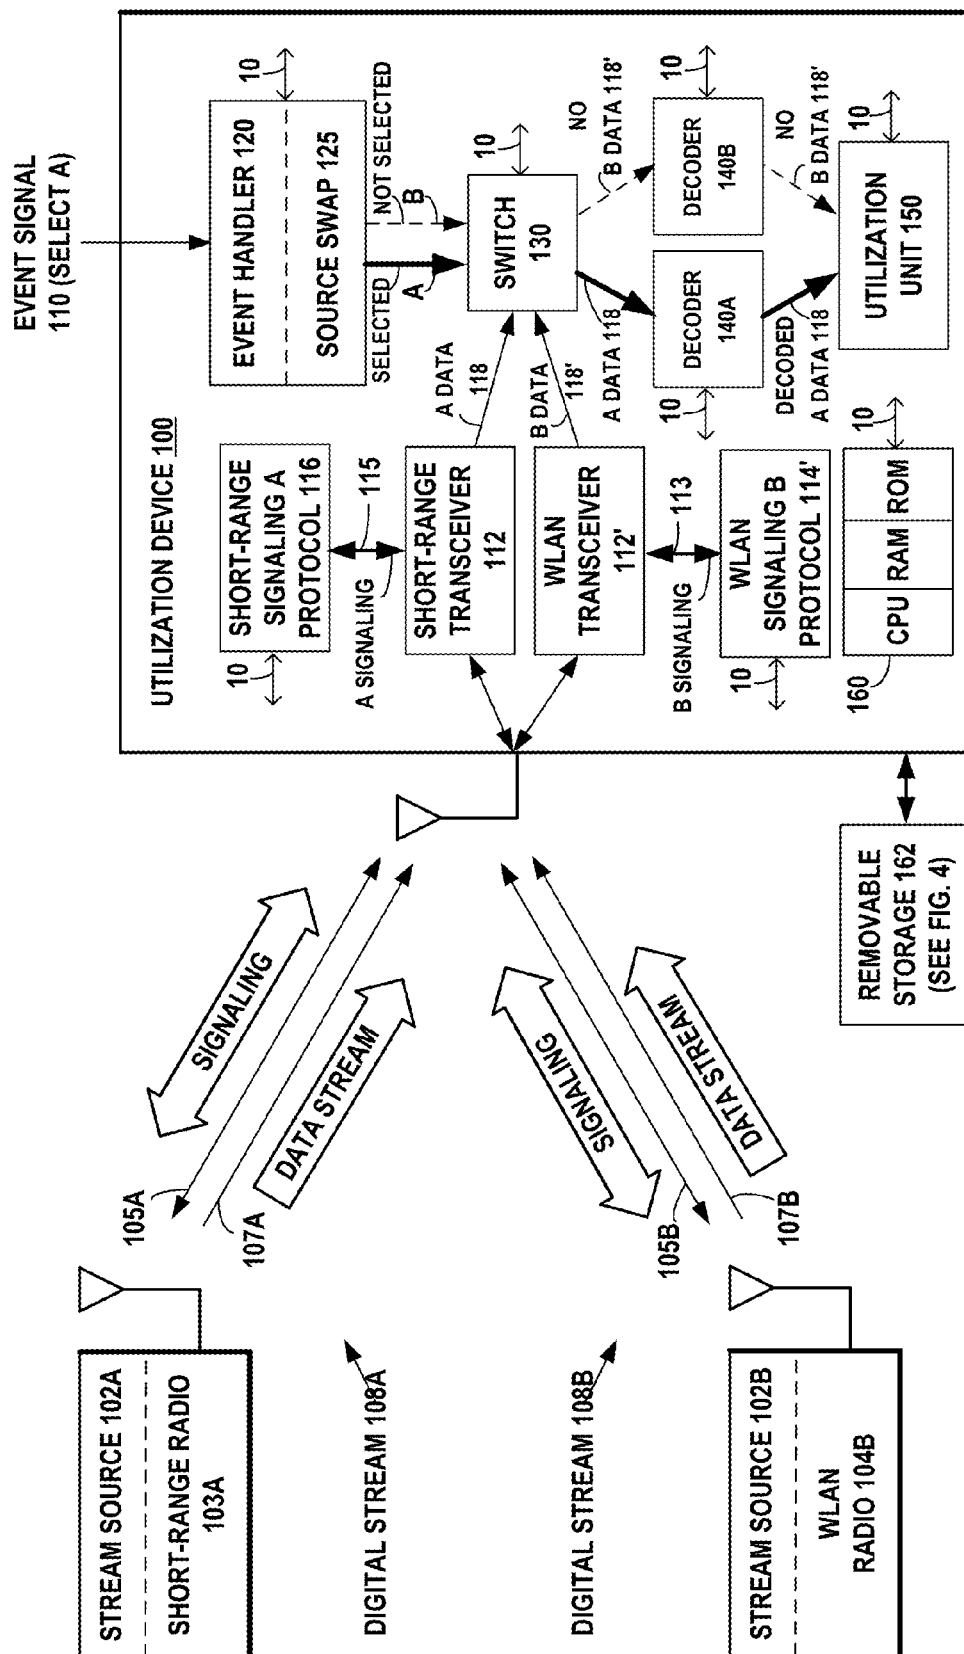 EVENT SIGNAL
110 (SELECT A)
UTILIZATION DEVICE 100
EVENT HANDLER 120
SOURCE SWAP 125
10
SELECTED
A
NOT SELECTED
B
SHORT-RANGE
SIGNALING A
PROTOCOL 116
10
A SIGNALING
115
SHORT-RANGE
TRANSCEIVER
112
A DATA
118
SWITCH
130
10
WLAN
TRANSCEIVER
112'
B DATA
118'
A DATA 118
NO
B DATA 118'
B SIGNALING
113
DECODER
140A
10
DECODER
140B
10
WLAN
SIGNALING B
PROTOCOL 114'
10
DECODED
A DATA 118
NO
B DATA 118'
CPU
RAM
ROM
10
160
UTILIZATION
UNIT 150
10
REMOVABLE
STORAGE 162
(SEE FIG. 4)
SIGNALING
DATA STREAM
105A
107A
SIGNALING
DATA STREAM
105B
107B
STREAM SOURCE 102A
SHORT-RANGE RADIO
103A
DIGITAL STREAM 108A
DIGITAL STREAM 108B
STREAM SOURCE 102B
WLAN
RADIO 104B